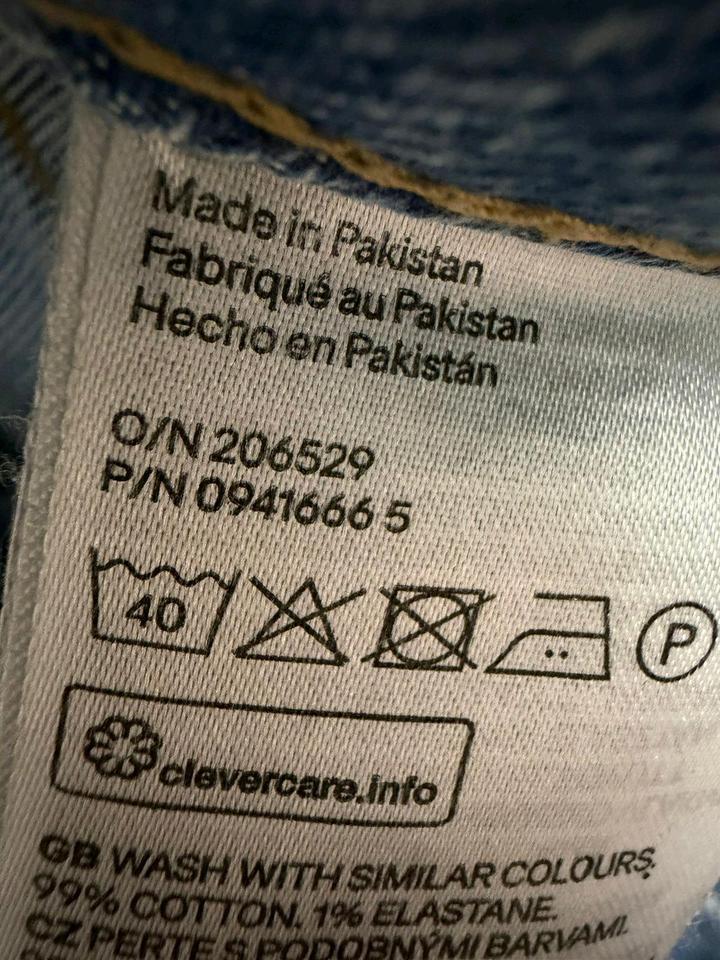 Made in Pakistan
Fabriqué au Pakistan
Hecho en Pakistán
O/N 206529
P/N 0941666 5
40
P
clevercare.info
GB WASH WITH SIMILAR COLOURS.
99% COTTON. 1% ELASTANE.
CZ PERTE S PODOBNÝMI BARVAMI.